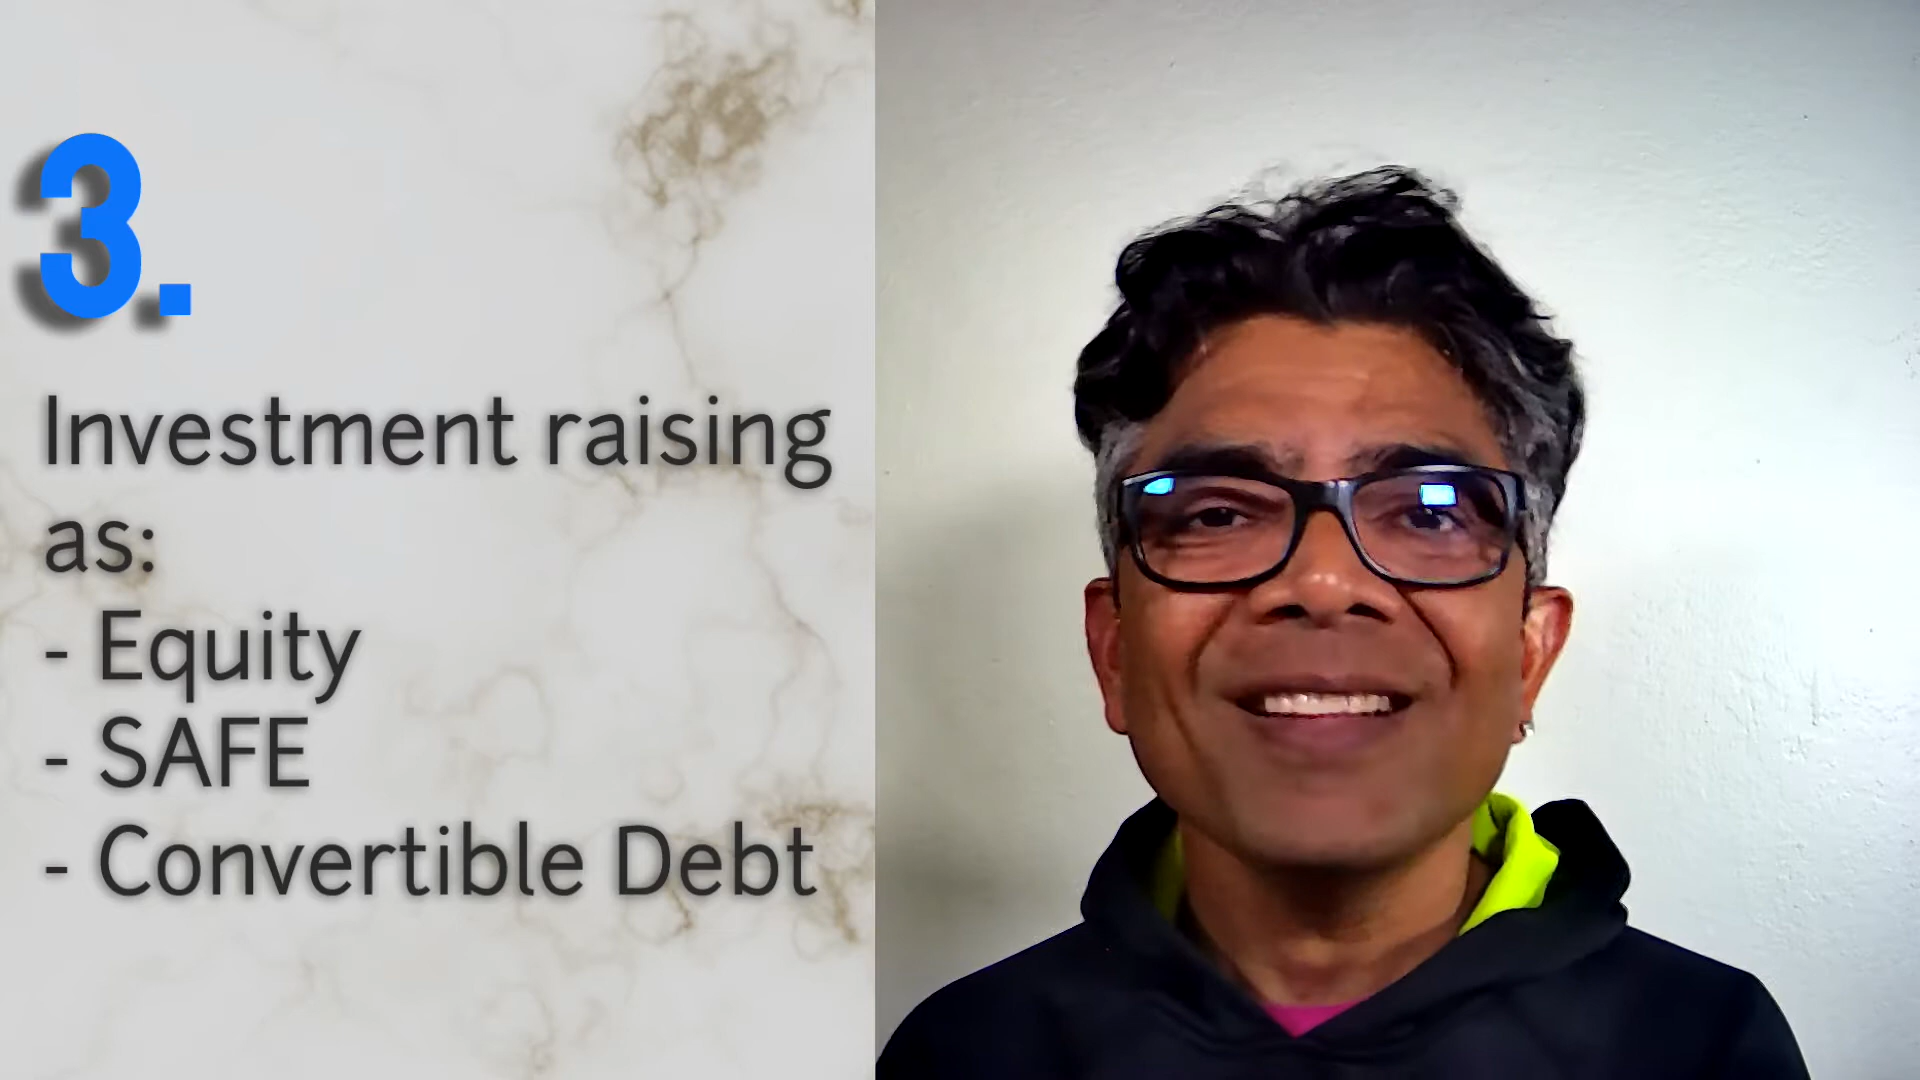 3.
Investment raising
as:
- Equity
- SAFE
- Convertible Debt